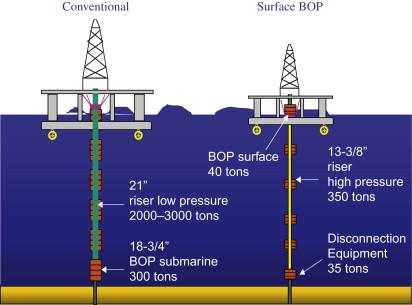 Conventional
Surface BOP
BOP surface
40 tons
13-3/8”
riser
high pressure
350 tons
21”
riser low pressure
2000–3000 tons
18-3/4”
BOP submarine
300 tons
Disconnection
Equipment
35 tons